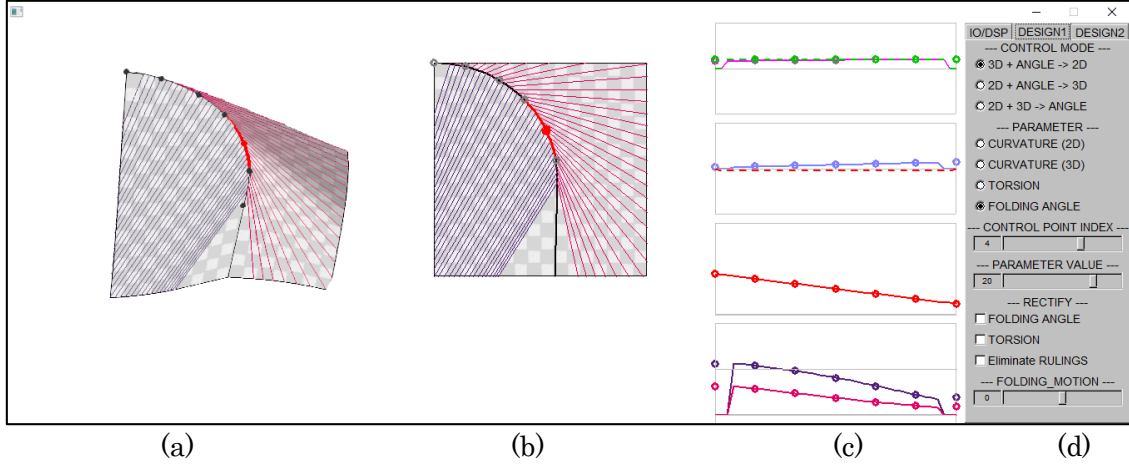 IO/DSP DESIGN1 DESIGN2
--- CONTROL MODE ---
3D + ANGLE -> 2D
2D + ANGLE -> 3D
2D + 3D -> ANGLE
--- PARAMETER ---
CURVATURE (2D)
CURVATURE (3D)
TORSION
FOLDING ANGLE
--- CONTROL POINT INDEX ---
4
--- PARAMETER VALUE ---
20
--- RECTIFY ---
FOLDING ANGLE
TORSION
Eliminate RULINGS
--- FOLDING_MOTION ---
0
(a) (b) (c) (d)